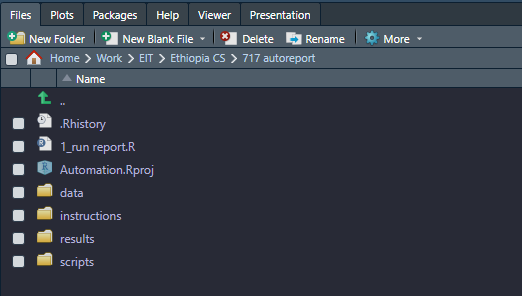 Files Plots Packages Help Viewer Presentation
New Folder New Blank File Delete Rename More
Home Work EIT Ethiopia CS 717 autoreport
Name
..
.Rhistory
1_run report.R
Automation.Rproj
data
instructions
results
scripts